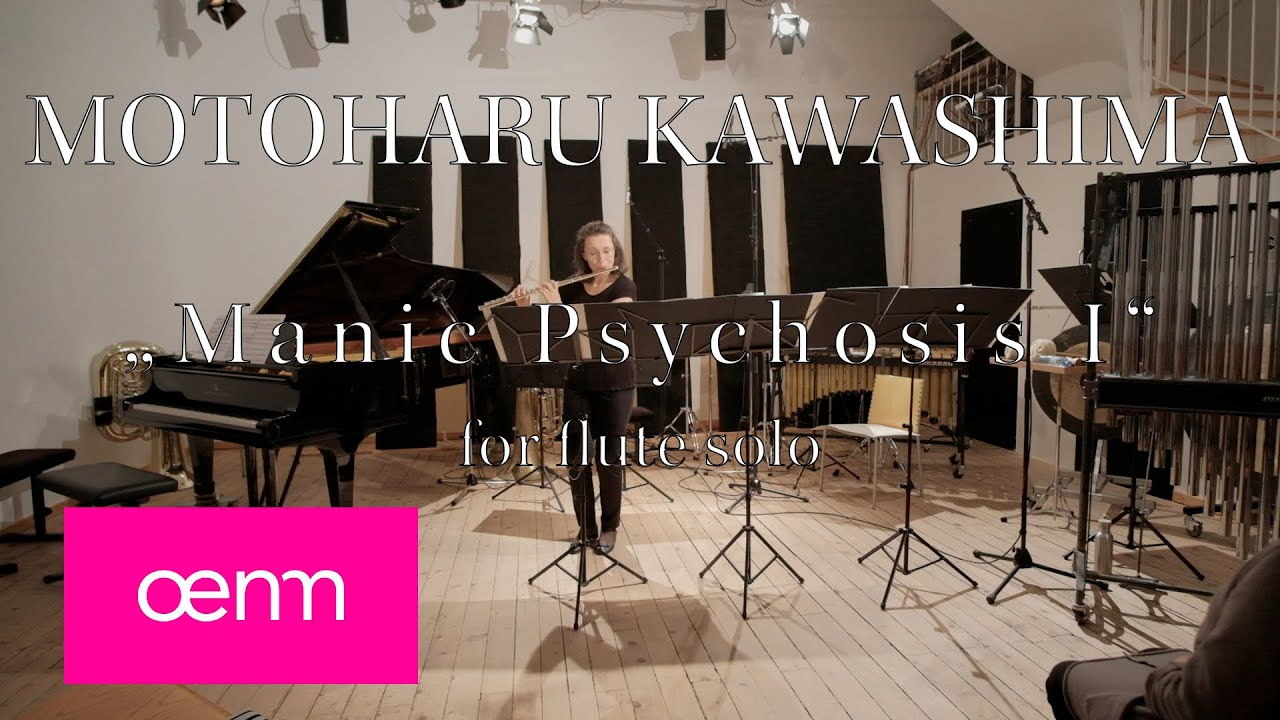 MOTOHARU KAWASHIMA
„Manic Psychosis I“
for flute solo
œnm